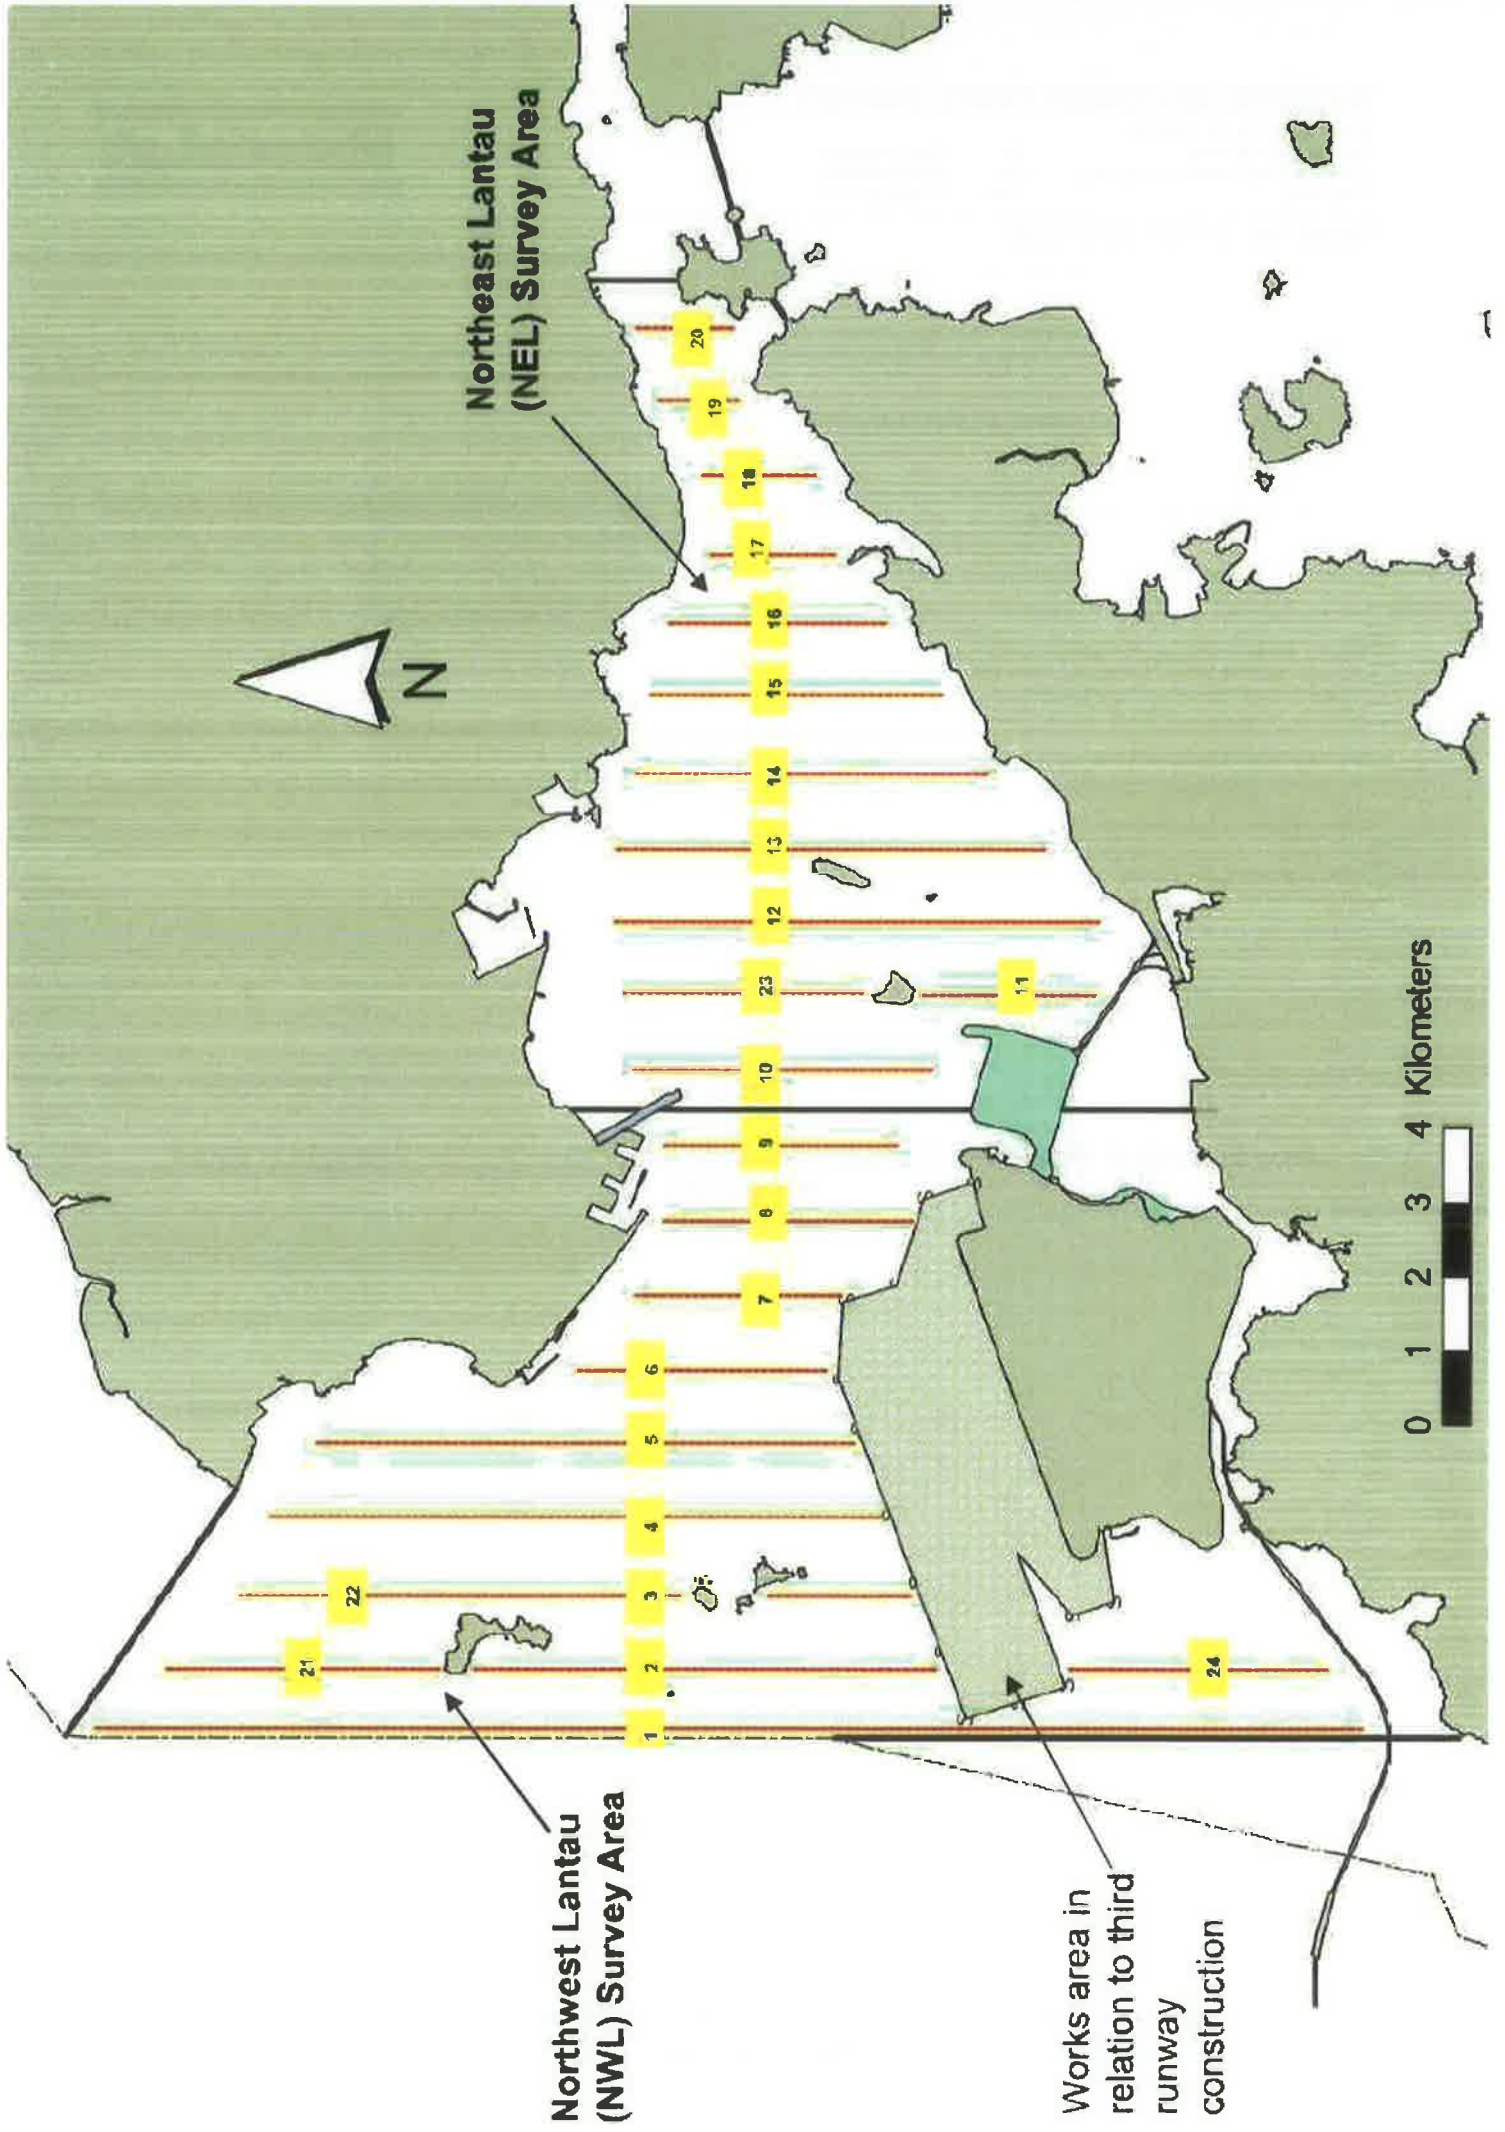 Northeast Lantau
(NEL) Survey Area
N
Northwest Lantau
(NWL) Survey Area
Works area in
relation to third
runway
construction
1
21
2
22
3
4
5
6
7
8
9
10
23
11
12
13
14
15
16
17
18
19
20
24
0 1 2 3 4 Kilometers